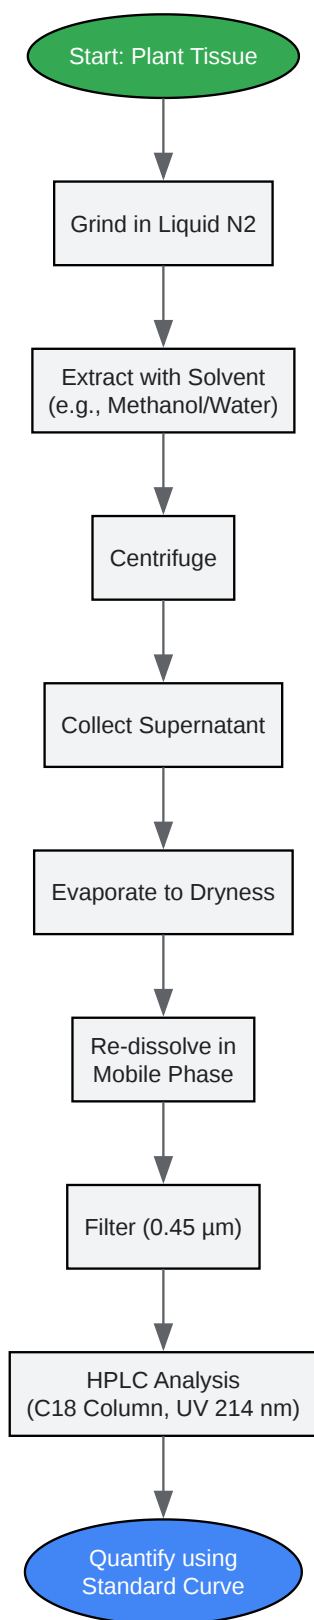 Start: Plant Tissue
Grind in Liquid N2
Extract with Solvent
(e.g., Methanol/Water)
Centrifuge
Collect Supernatant
Evaporate to Dryness
Re-dissolve in
Mobile Phase
Filter (0.45 µm)
HPLC Analysis
(C18 Column, UV 214 nm)
Quantify using
Standard Curve